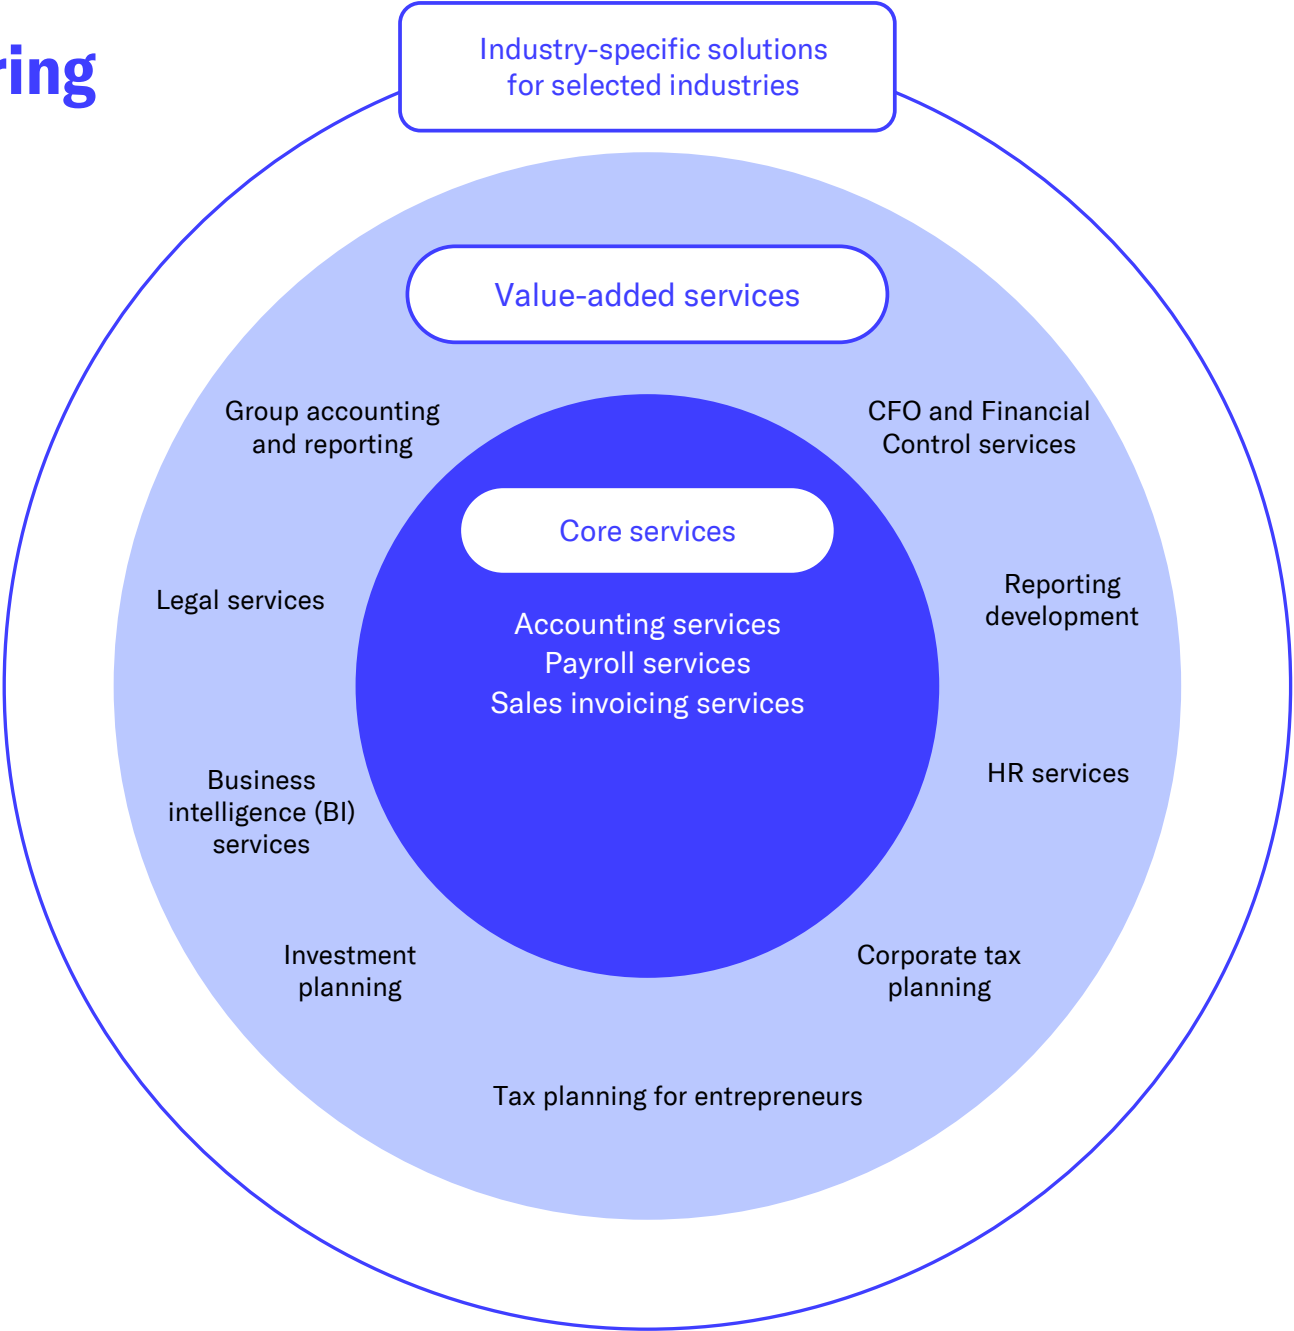 ring
Industry-specific solutions
for selected industries
Value-added services
Group accounting
and reporting
CFO and Financial
Control services
Core services
Legal services
Reporting
development
Accounting services
Payroll services
Sales invoicing services
Business
intelligence (BI)
services
HR services
Investment
planning
Corporate tax
planning
Tax planning for entrepreneurs